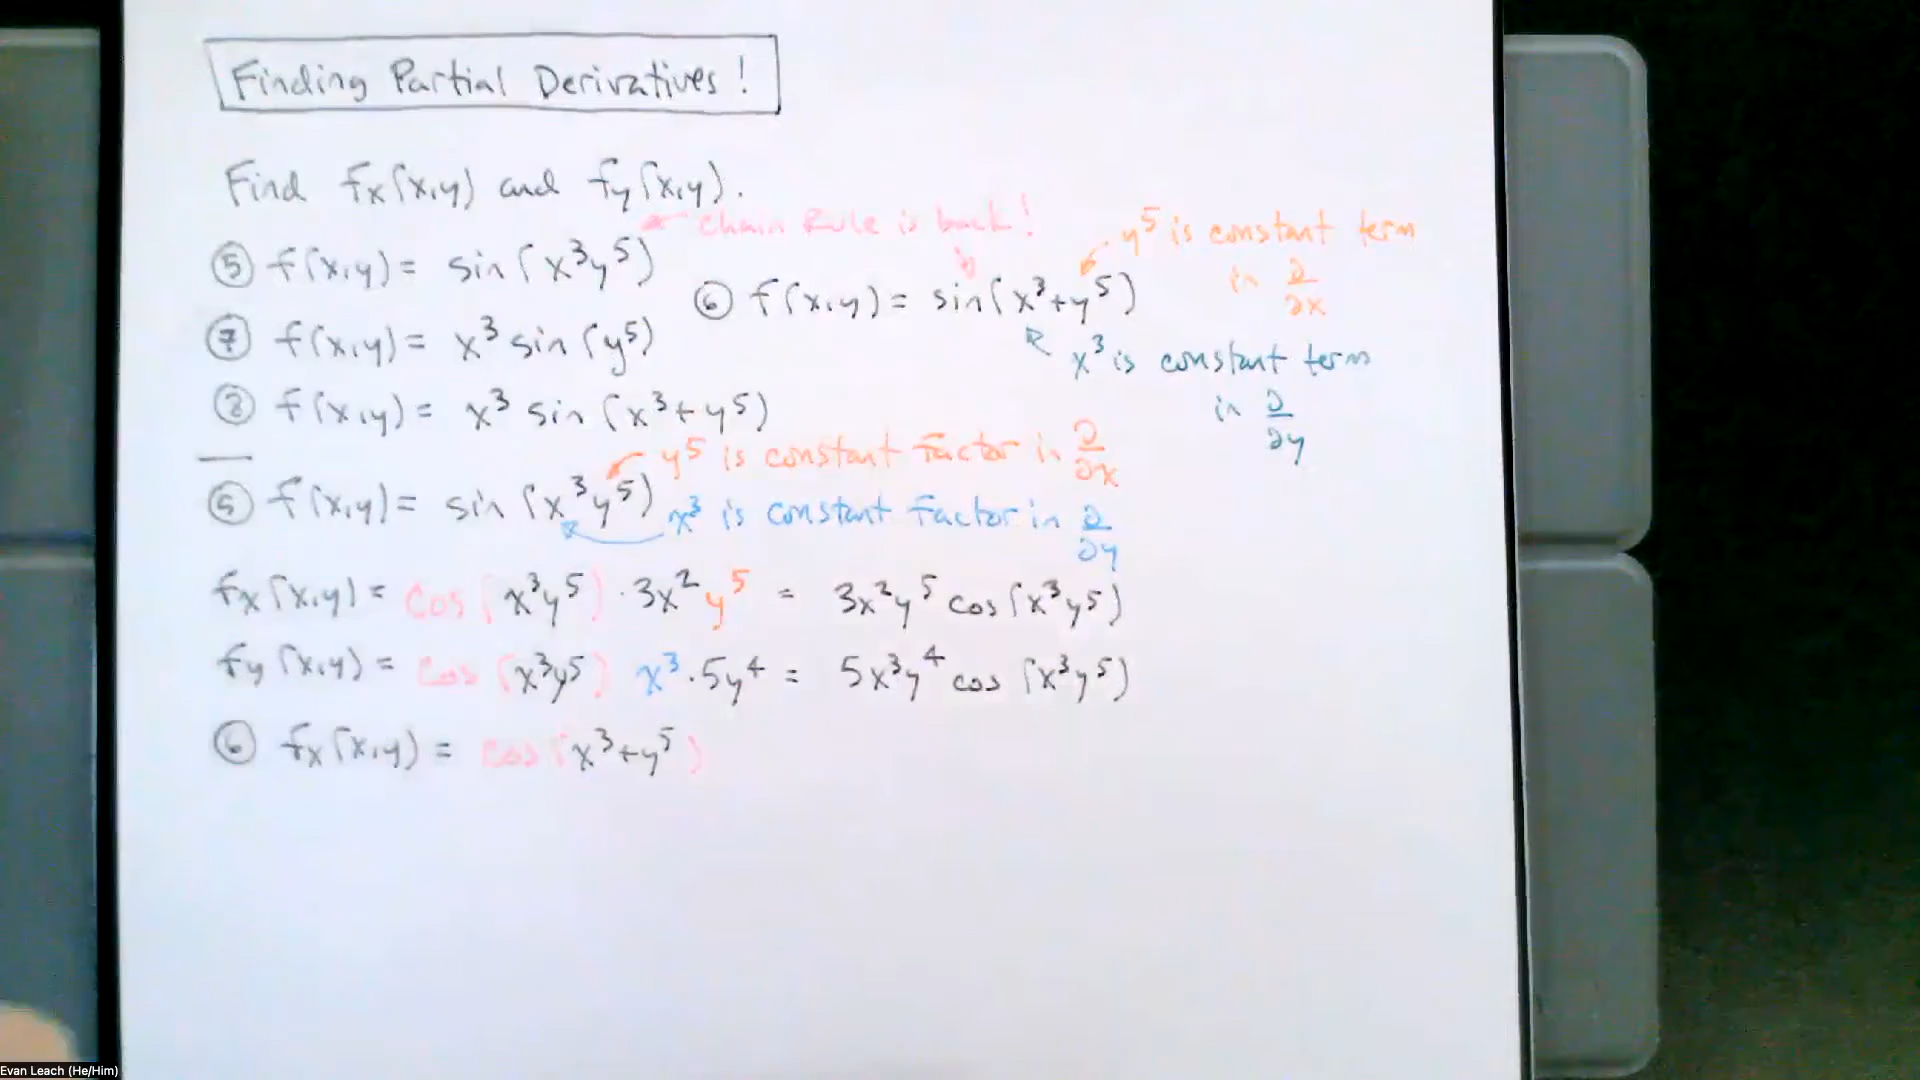 Finding Partial Derivatives!
Find fx(x,y) and fy(x,y).
Chain Rule is back!
⑤ f(x,y) = sin(x³y⁵)
⑥ f(x,y) = sin(x³+y⁵)
y⁵ is constant term
in ∂/∂x
x³ is constant term
in ∂/∂y
⑦ f(x,y) = x³ sin(y⁵)
⑧ f(x,y) = x³ sin(x³+y⁵)
y⁵ is constant factor in ∂/∂x
⑤ f(x,y) = sin(x³y⁵)
x³ is constant factor in ∂/∂y
fx(x,y) = cos(x³y⁵)·3x²y⁵ = 3x²y⁵ cos(x³y⁵)
fy(x,y) = cos(x³y⁵) x³·5y⁴ = 5x³y⁴ cos(x³y⁵)
⑥ fx(x,y) = cos(x³+y⁵)
Evan Leach (He/Him)